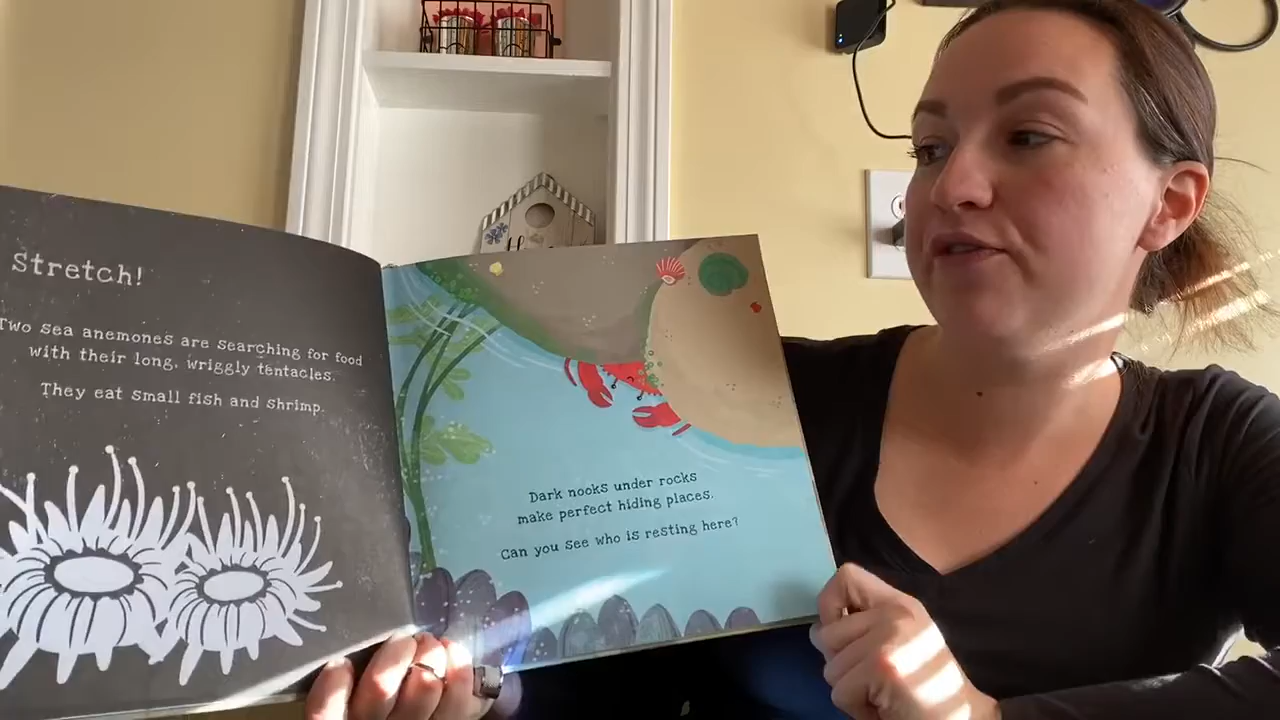 Stretch!
Two sea anemones are searching for food
with their long, wriggly tentacles.
They eat small fish and shrimp.
Dark nooks under rocks
make perfect hiding places.
Can you see who is resting here?